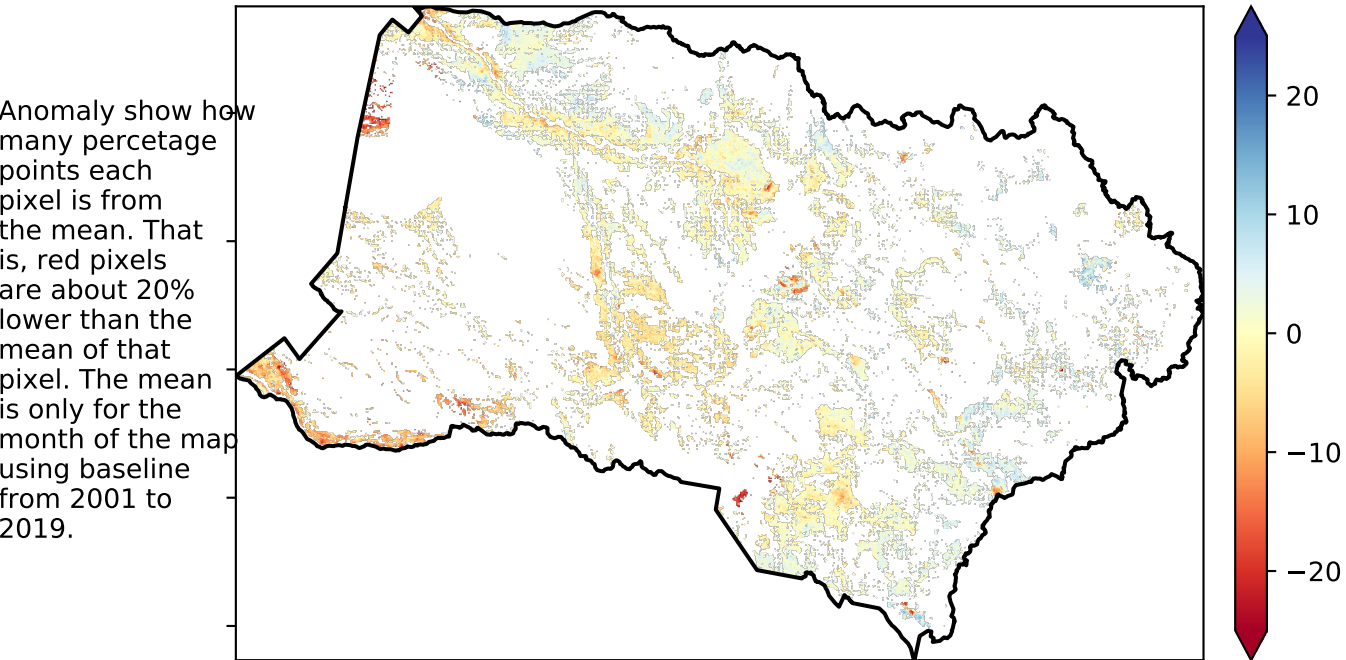 Anomaly show how
many percetage
points each
pixel is from
the mean. That
is, red pixels
are about 20%
lower than the
mean of that
pixel. The mean
is only for the
month of the map
using baseline
from 2001 to
2019.
20
10
0
−10
−20